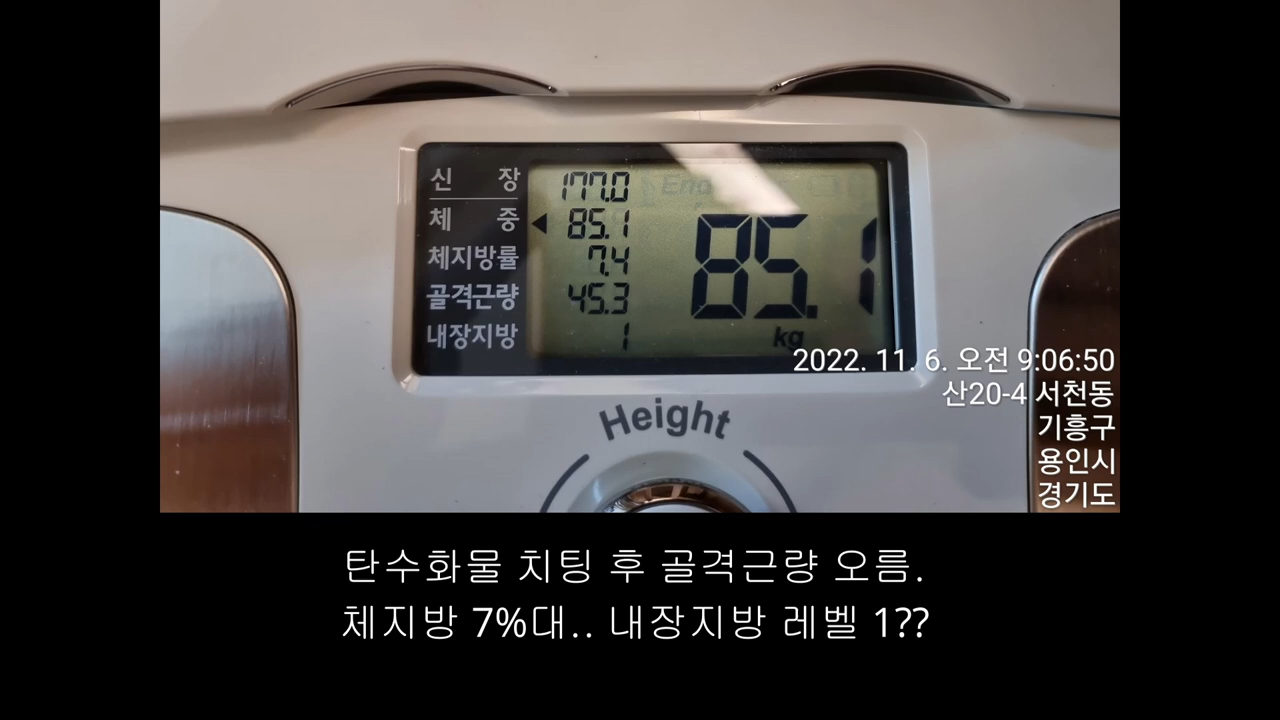 신 장 177.0
체 중 ◀ 85.1
체지방률 7.4
골격근량 45.3
내장지방 1
Eng
85.1
kg
2022. 11. 6. 오전 9:06:50
산20-4 서천동
기흥구
용인시
경기도
Height
탄수화물 치팅 후 골격근량 오름.
체지방 7%대.. 내장지방 레벨 1??